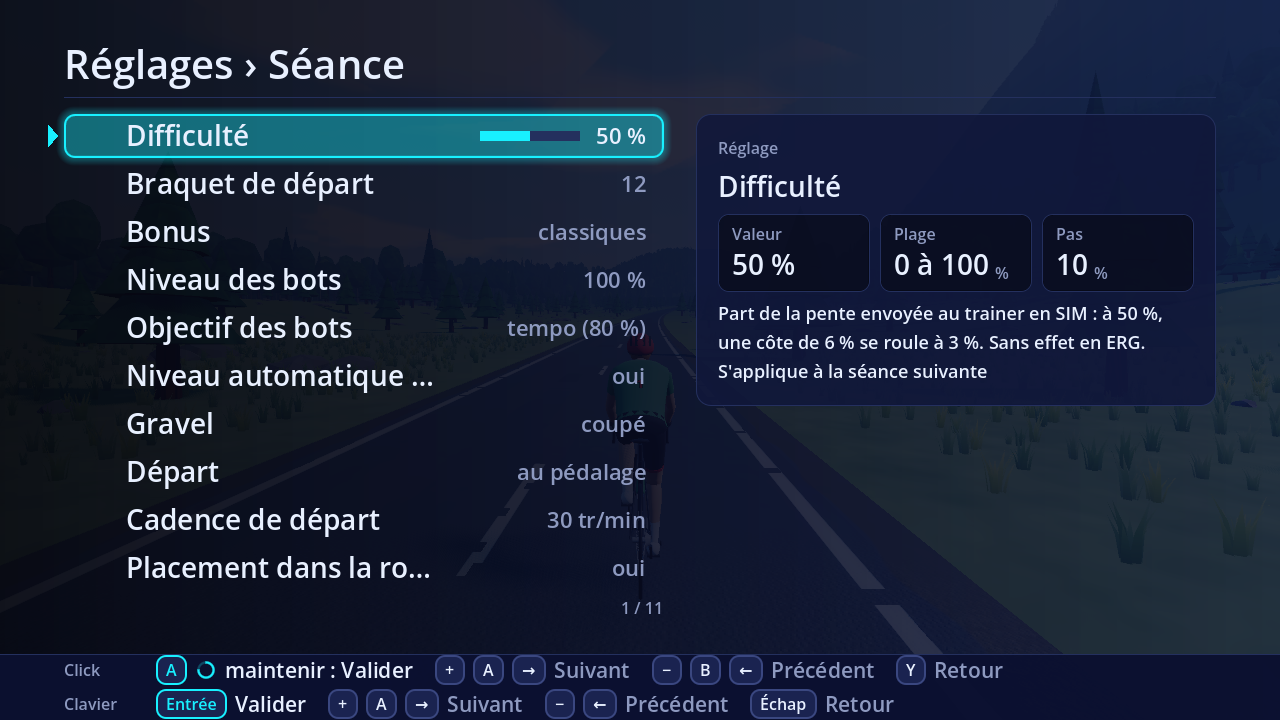 Réglages › Séance
Difficulté 50 %
Braquet de départ 12
Bonus classiques
Niveau des bots 100 %
Objectif des bots tempo (80 %)
Niveau automatique ... oui
Gravel coupé
Départ au pédalage
Cadence de départ 30 tr/min
Placement dans la ro... oui
1 / 11
Réglage
Difficulté
Valeur Plage Pas
50 % 0 à 100 % 10 %
Part de la pente envoyée au trainer en SIM : à 50 %,
une côte de 6 % se roule à 3 %. Sans effet en ERG.
S'applique à la séance suivante
Click A maintenir : Valider + A → Suivant − B ← Précédent Y Retour
Clavier Entrée Valider + A → Suivant − ← Précédent Échap Retour